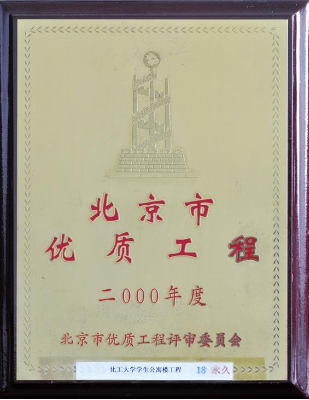 北京市
优质工程
二000年度
北京市优质工程评审委员会
化工大学学生公寓楼工程 18 永久